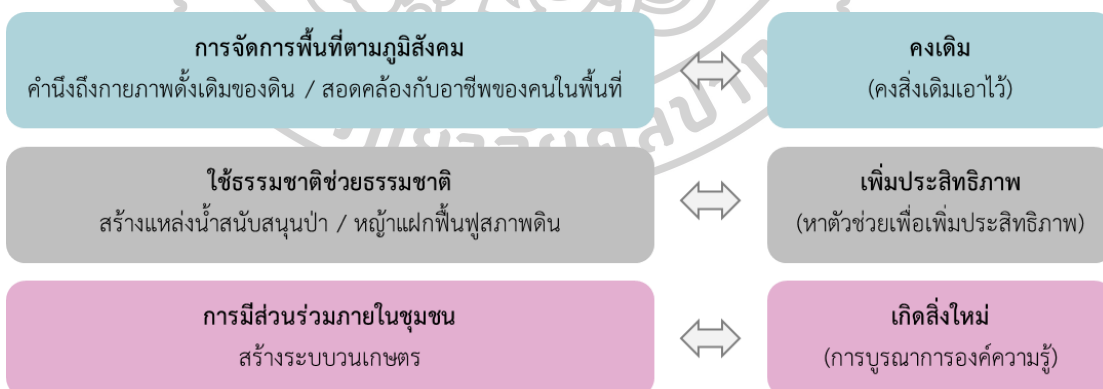 การจัดการพื้นที่ตามภูมิสังคม
คำนึงถึงกายภาพดั้งเดิมของดิน / สอดคล้องกับอาชีพของคนในพื้นที่
คงเดิม
(คงสิ่งเดิมเอาไว้)
ใช้ธรรมชาติช่วยธรรมชาติ
สร้างแหล่งน้ำสนับสนุนป่า / หญ้าแฝกฟื้นฟูสภาพดิน
เพิ่มประสิทธิภาพ
(หาตัวช่วยเพื่อเพิ่มประสิทธิภาพ)
การมีส่วนร่วมภายในชุมชน
สร้างระบบวนเกษตร
เกิดสิ่งใหม่
(การบูรณาการองค์ความรู้)